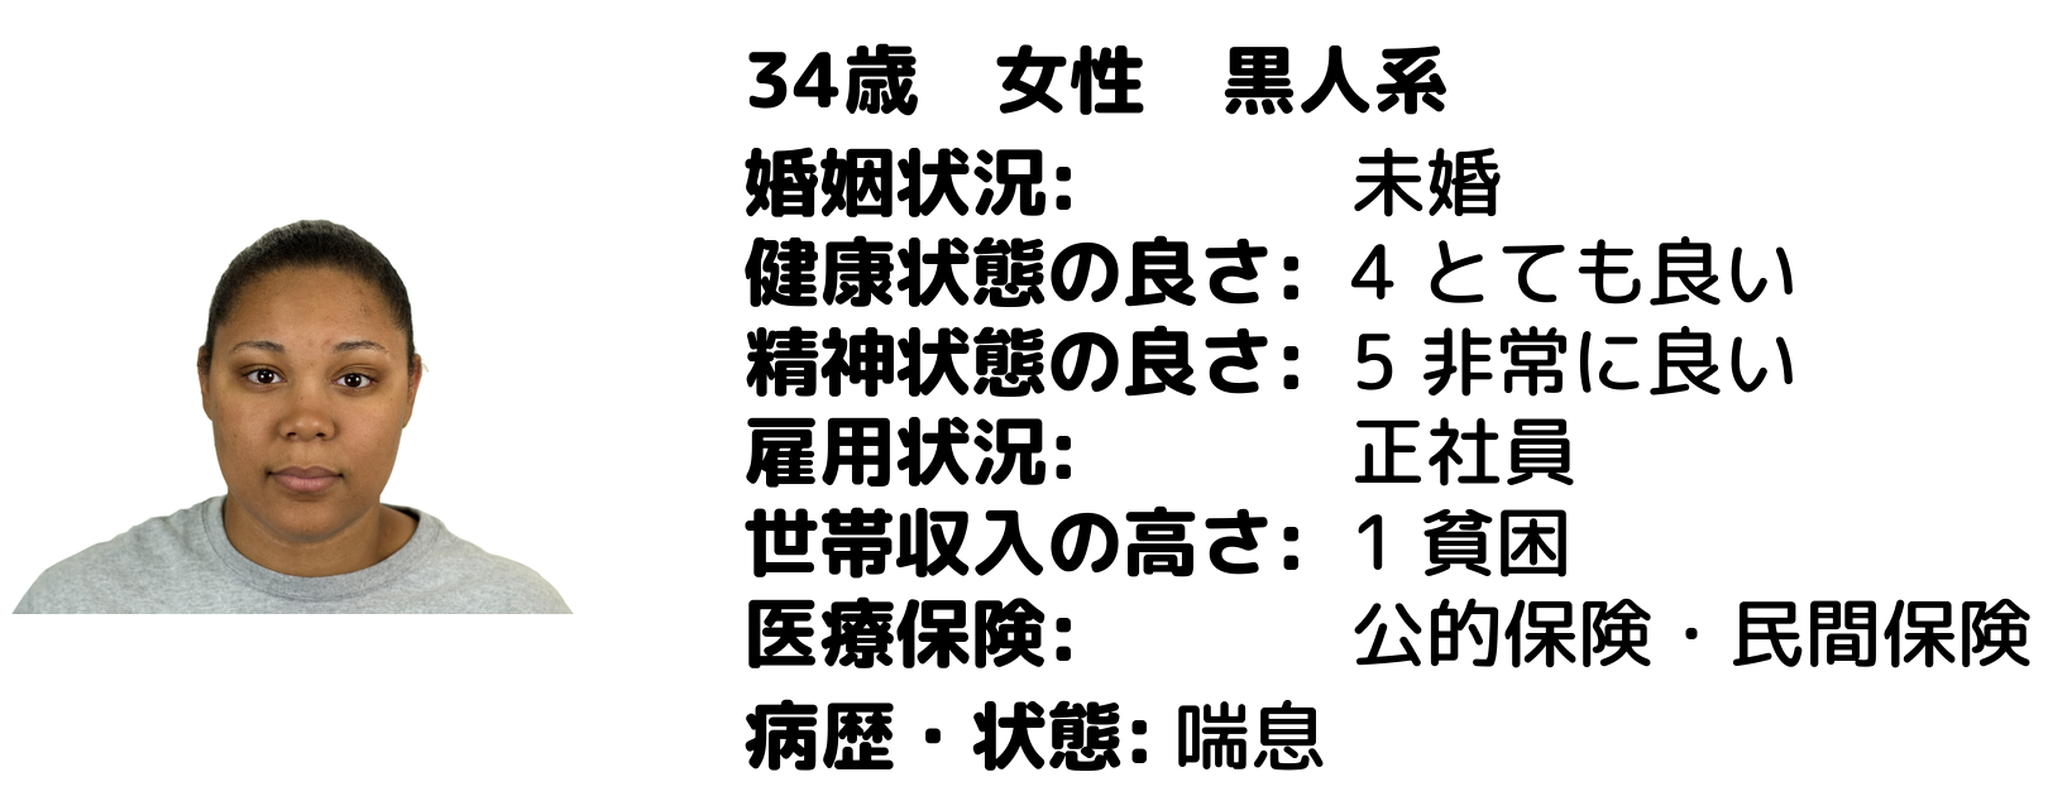 34歳　女性　黒人系
婚姻状況: 未婚
健康状態の良さ: 4 とても良い
精神状態の良さ: 5 非常に良い
雇用状況: 正社員
世帯収入の高さ: 1 貧困
医療保険: 公的保険・民間保険
病歴・状態: 喘息